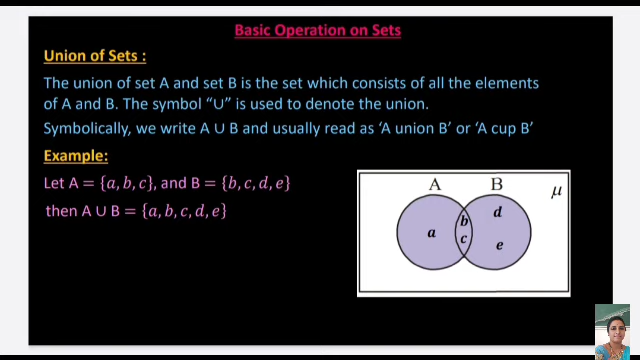 Basic Operation on Sets
Union of Sets :
The union of set A and set B is the set which consists of all the elements
of A and B. The symbol “∪” is used to denote the union.
Symbolically, we write A ∪ B and usually read as ‘A union B’ or ‘A cup B’
Example:
Let A = {a, b, c}, and B = {b, c, d, e}
then A ∪ B = {a, b, c, d, e}
A B
μ
d
b
a
c
e